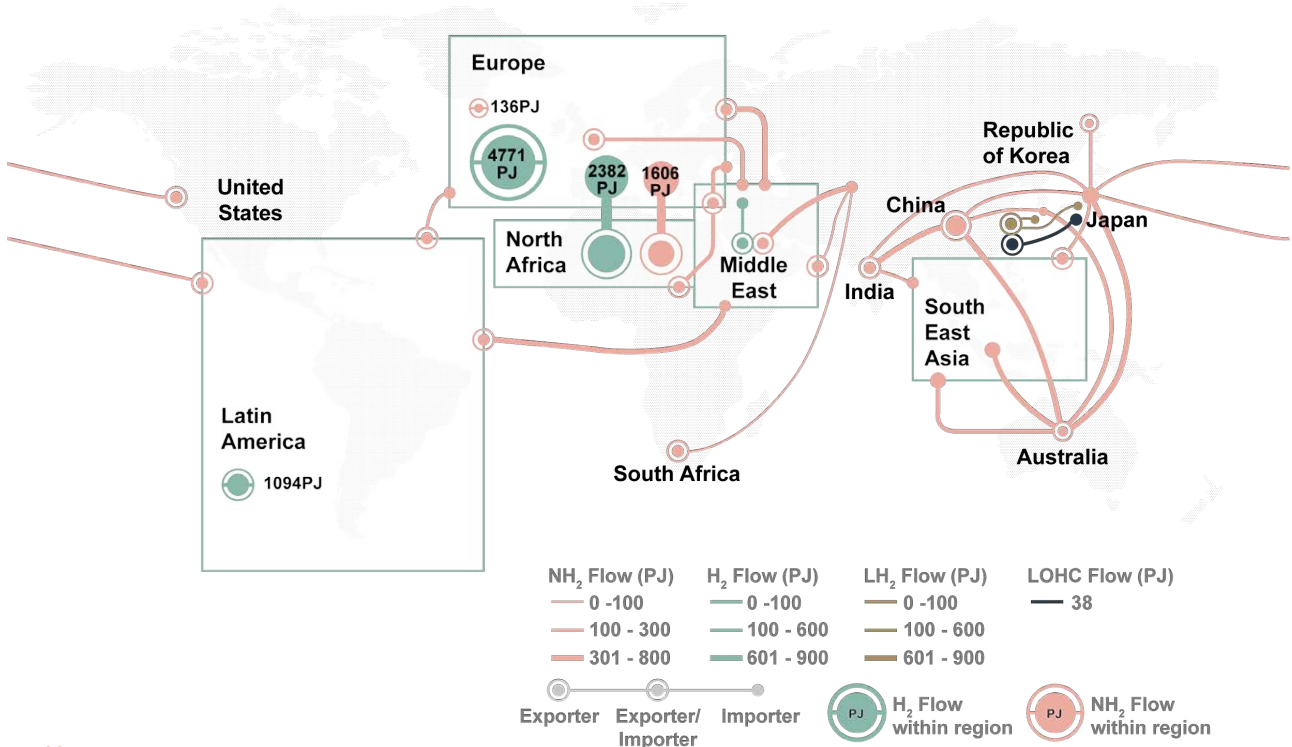 Europe
136PJ
4771
PJ
2382
PJ
1606
PJ
United
States
North
Africa
Middle
East
Republic
of Korea
China
Japan
India
South
East
Asia
Latin
America
1094PJ
South Africa
Australia
NH₂ Flow (PJ)
0 -100
100 - 300
301 - 800
H₂ Flow (PJ)
0 -100
100 - 600
601 - 900
LH₂ Flow (PJ)
0 -100
100 - 600
601 - 900
LOHC Flow (PJ)
38
Exporter
Exporter/
Importer
Importer
PJ
H₂ Flow
within region
PJ
NH₂ Flow
within region